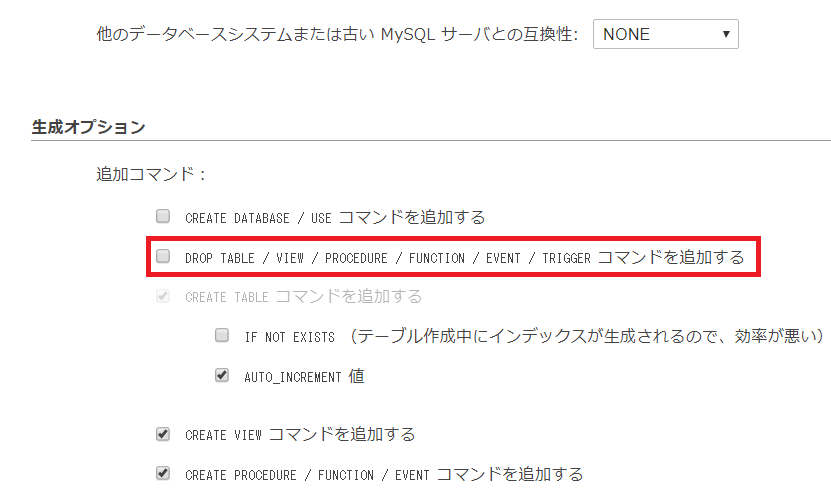 他のデータベースシステムまたは古い MySQL サーバとの互換性: NONE
生成オプション
追加コマンド：
CREATE DATABASE / USE コマンドを追加する
DROP TABLE / VIEW / PROCEDURE / FUNCTION / EVENT / TRIGGER コマンドを追加する
CREATE TABLE コマンドを追加する
IF NOT EXISTS （テーブル作成中にインデックスが生成されるので、効率が悪い）
AUTO_INCREMENT 値
CREATE VIEW コマンドを追加する
CREATE PROCEDURE / FUNCTION / EVENT コマンドを追加する